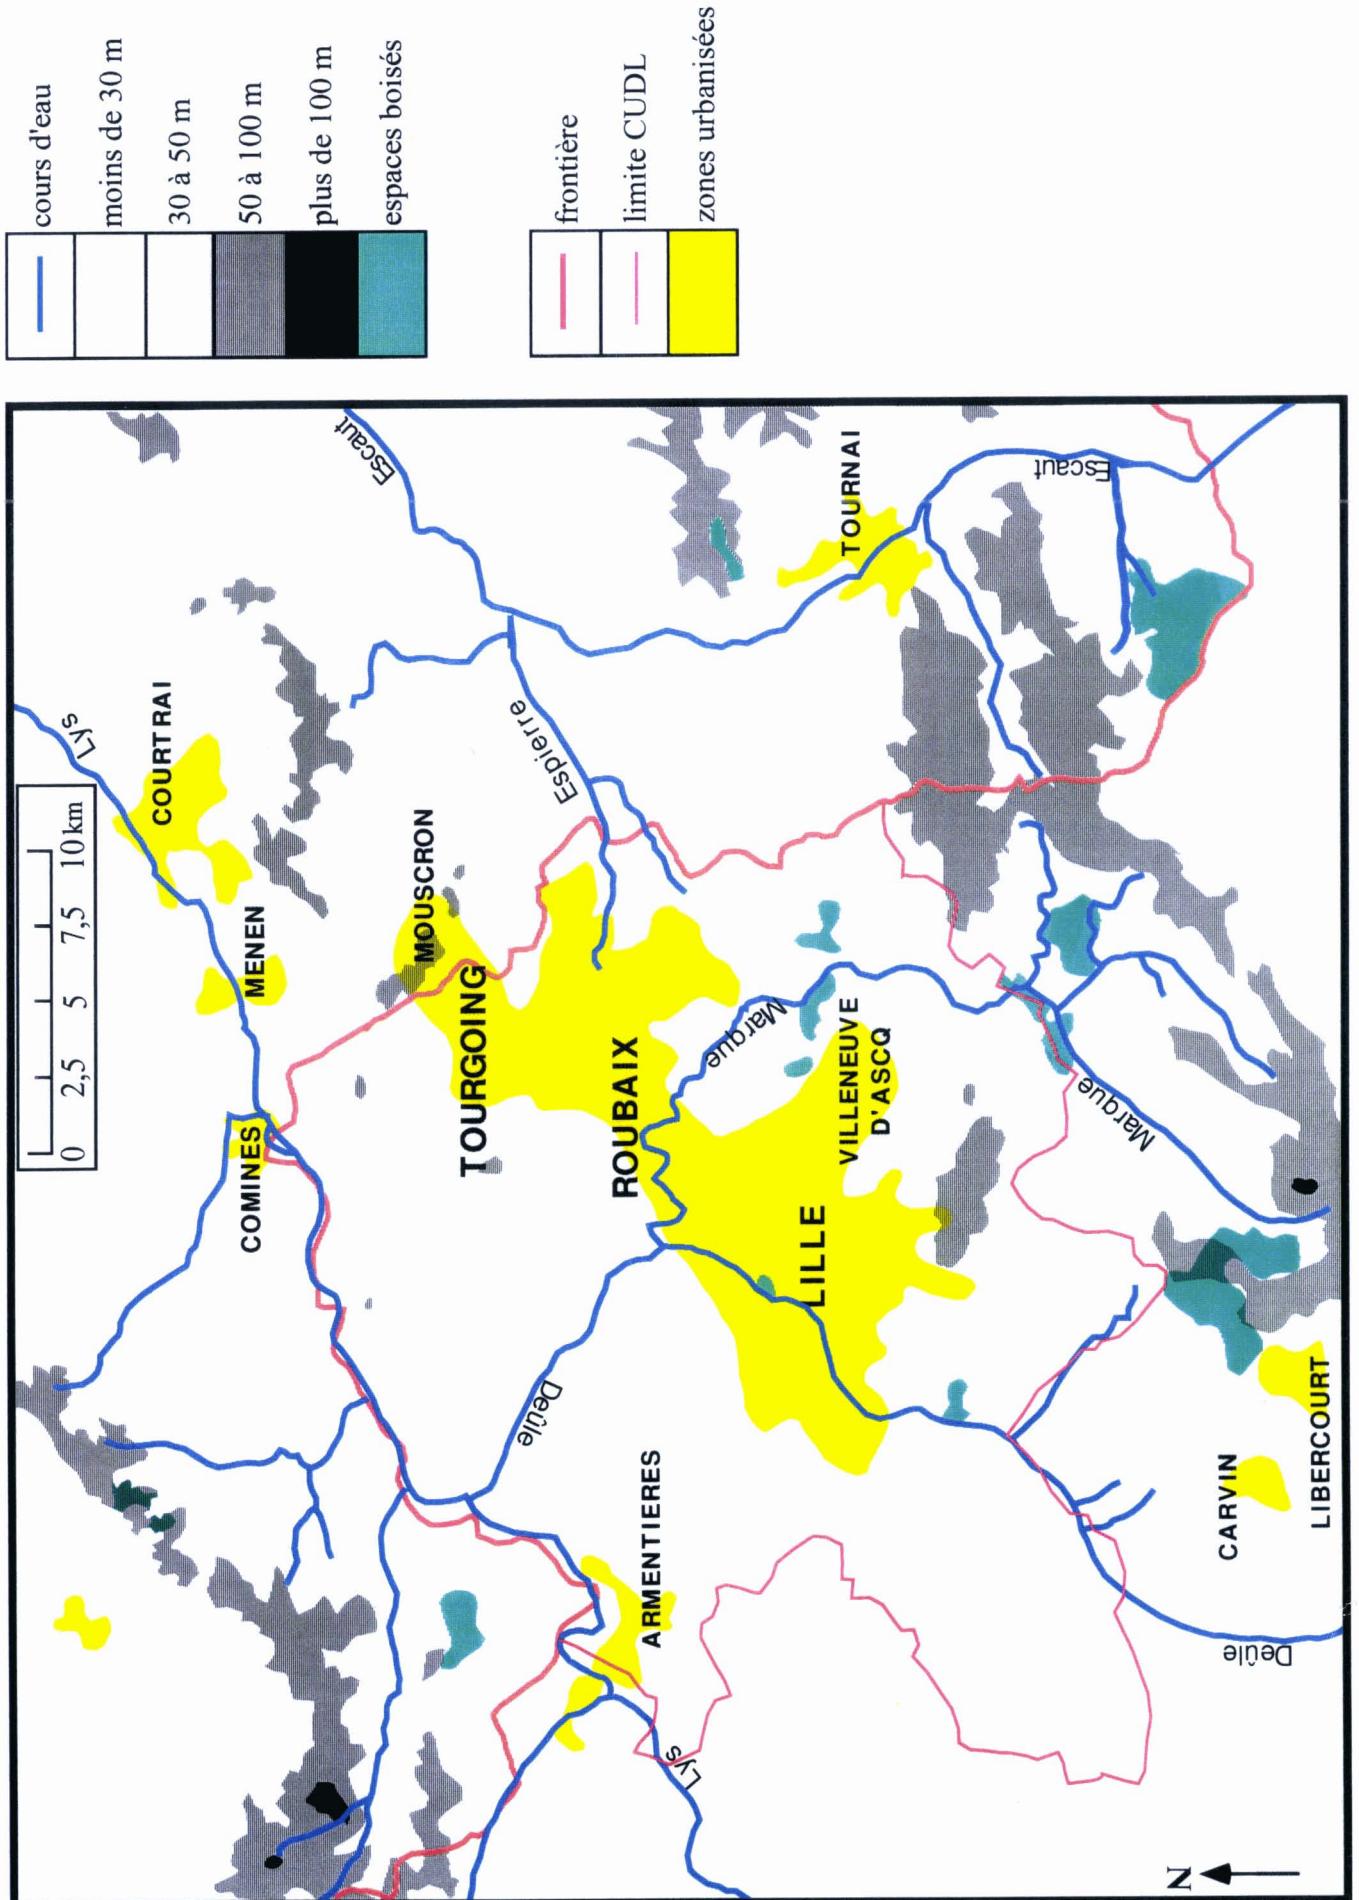 cours d'eau
moins de 30 m
30 à 50 m
50 à 100 m
plus de 100 m
espaces boisés
frontière
limite CUDL
zones urbanisées
0 2,5 5 7,5 10 km
Lys
COURTRAI
MENEN
COMINES
Escaut
MOUSCRON
TOURGOING
Espierre
ROUBAIX
Deûle
Marque
ARMENTIERES
Lys
LILLE
VILLENEUVE
D'ASCQ
TOURNAI
Escaut
Marque
CARVIN
LIBERCOURT
Deûle
N